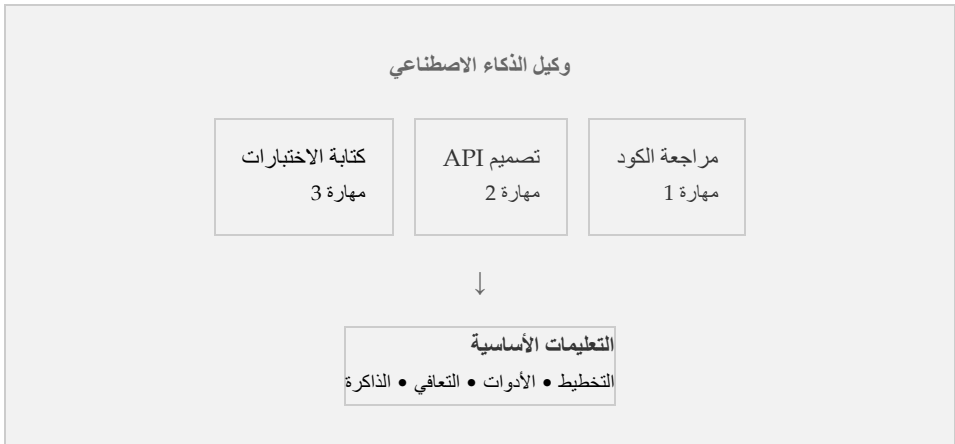 وكيل الذكاء الاصطناعي
مراجعة الكود
مهارة 1
تصميم API
مهارة 2
كتابة الاختبارات
مهارة 3
↓
التعليمات الأساسية
التخطيط • الأدوات • التعافي • الذاكرة